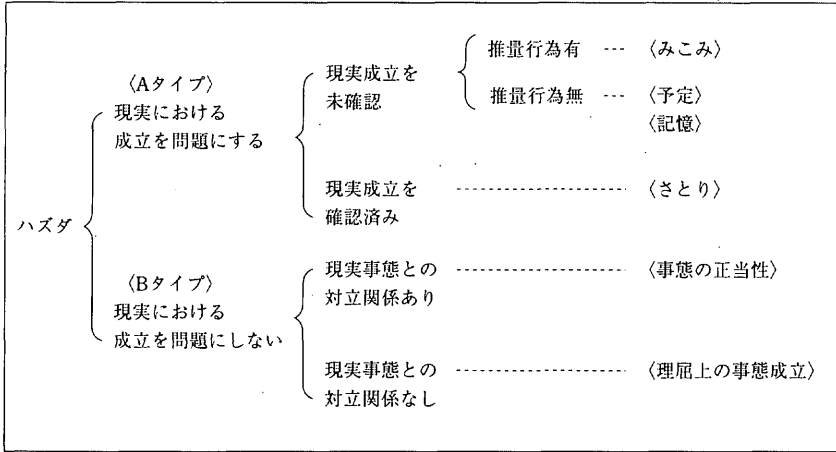 推量行為有 --- 〈みこみ〉
〈Aタイプ〉
現実における
成立を問題にする
現実成立を
未確認
推量行為無 --- 〈予定〉
〈記憶〉
現実成立を
確認済み
〈さとり〉
ハズダ
〈Bタイプ〉
現実における
成立を問題にしない
現実事態との
対立関係あり
〈事態の正当性〉
現実事態との
対立関係なし
〈理屈上の事態成立〉